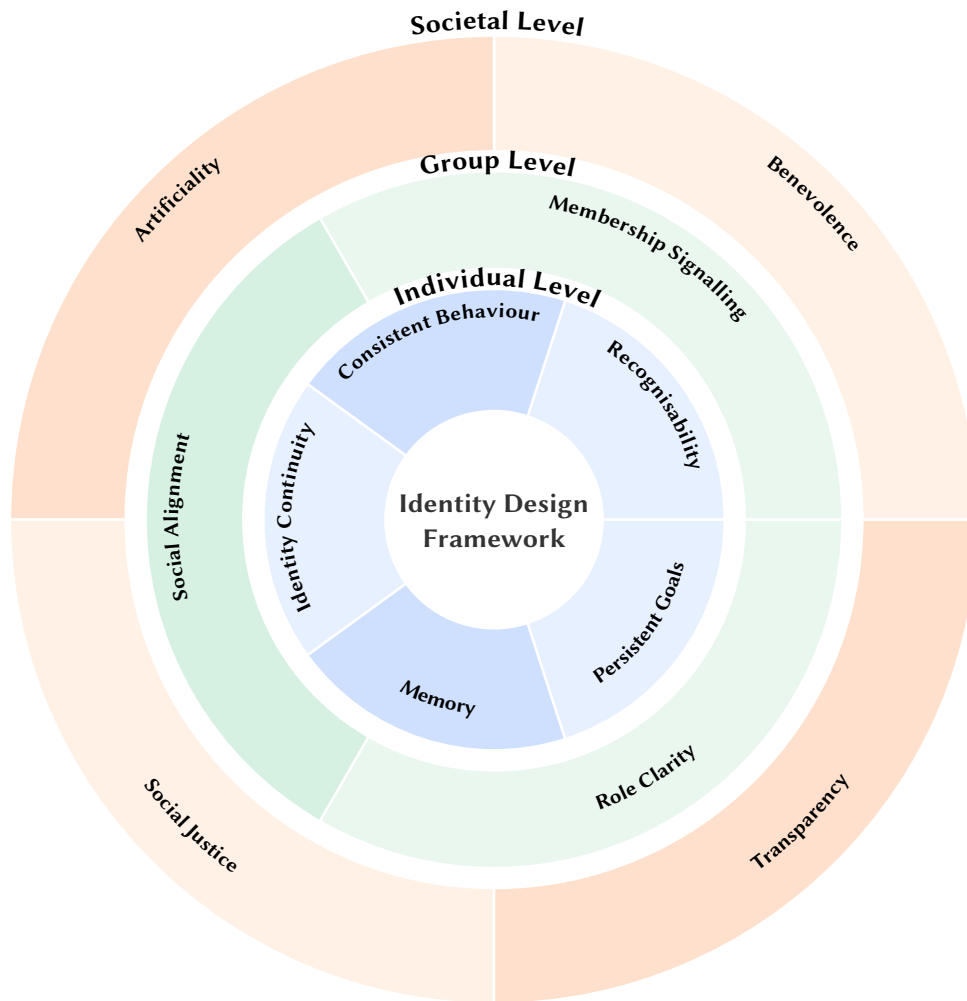 Societal Level
Artificiality
Benevolence
Group Level
Membership Signalling
Individual Level
Consistent Behaviour
Recognisability
Identity Continuity
Social Alignment
Identity Design
Framework
Persistent Goals
Memory
Role Clarity
Social Justice
Transparency